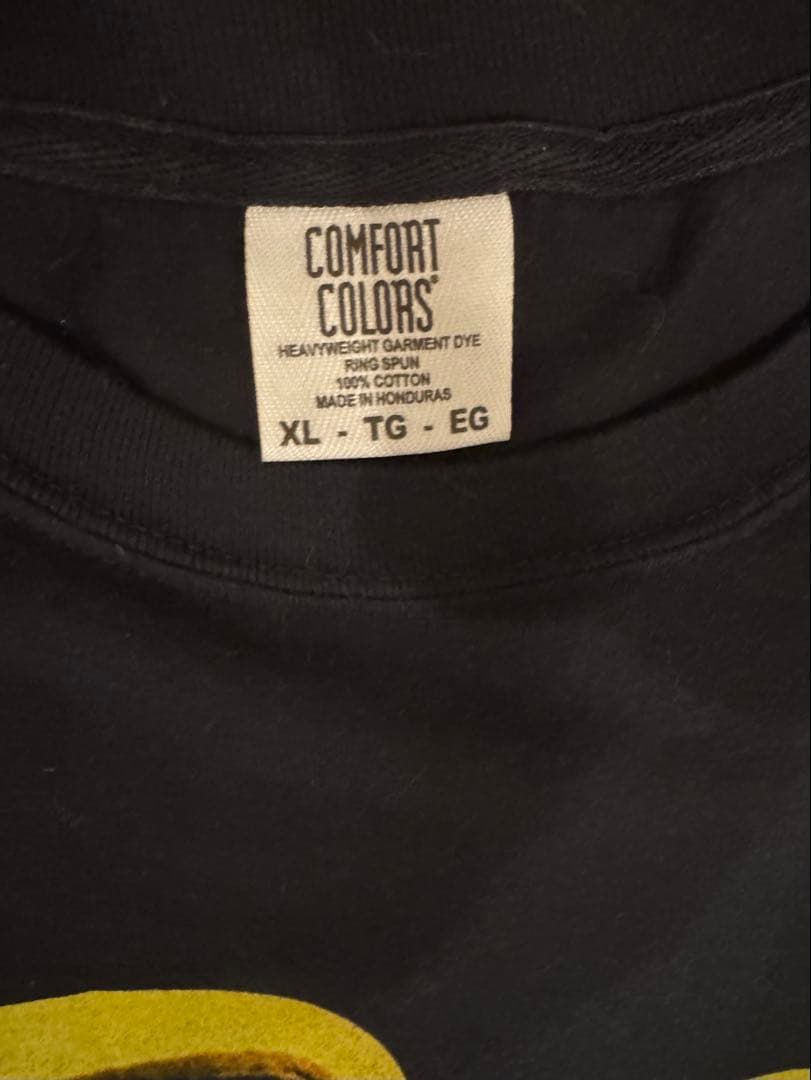 COMFORT
COLORS®
HEAVYWEIGHT GARMENT DYE
RING SPUN
100% COTTON
MADE IN HONDURAS
XL - TG - EG